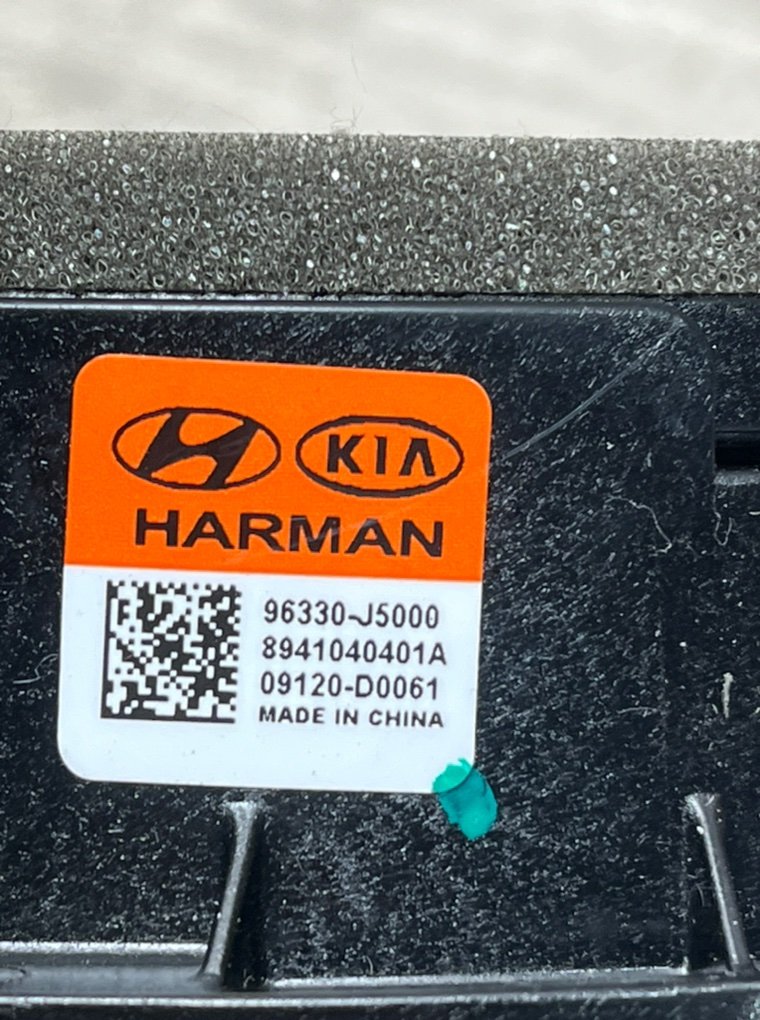 KIA
HARMAN
96330-J5000
8941040401A
09120-D0061
MADE IN CHINA